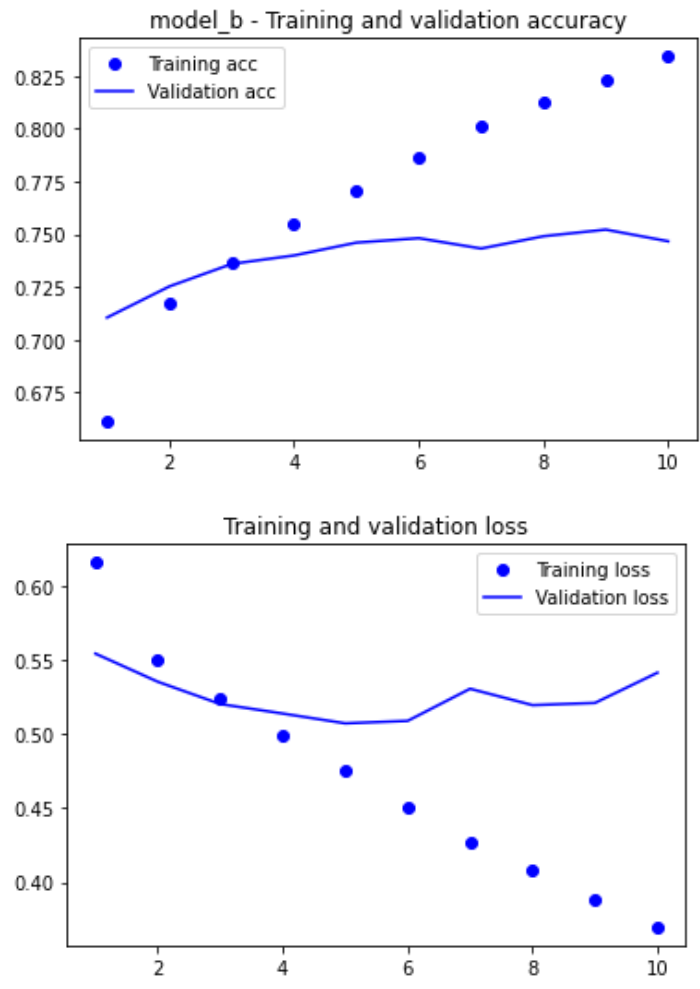 model_b - Training and validation accuracy
Training acc
Validation acc
0.825
0.800
0.775
0.750
0.725
0.700
0.675
2 4 6 8 10
Training and validation loss
Training loss
Validation loss
0.60
0.55
0.50
0.45
0.40
2 4 6 8 10